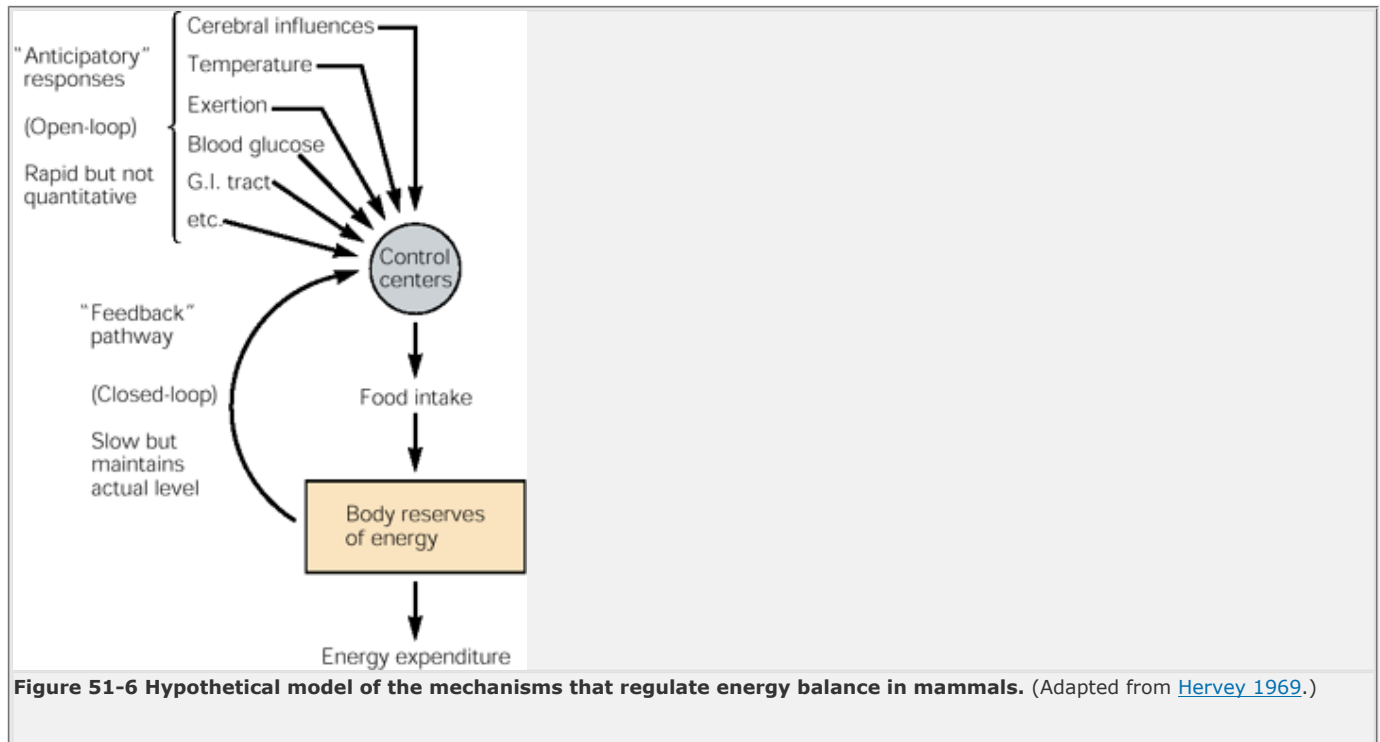 Cerebral influences
"Anticipatory"
responses
Temperature
Exertion
(Open-loop)
Blood glucose
Rapid but not
quantitative
G.I. tract
etc.
Control
centers
"Feedback"
pathway
(Closed-loop)
Food intake
Slow but
maintains
actual level
Body reserves
of energy
Energy expenditure
Figure 51-6 Hypothetical model of the mechanisms that regulate energy balance in mammals. (Adapted from Hervey 1969.)